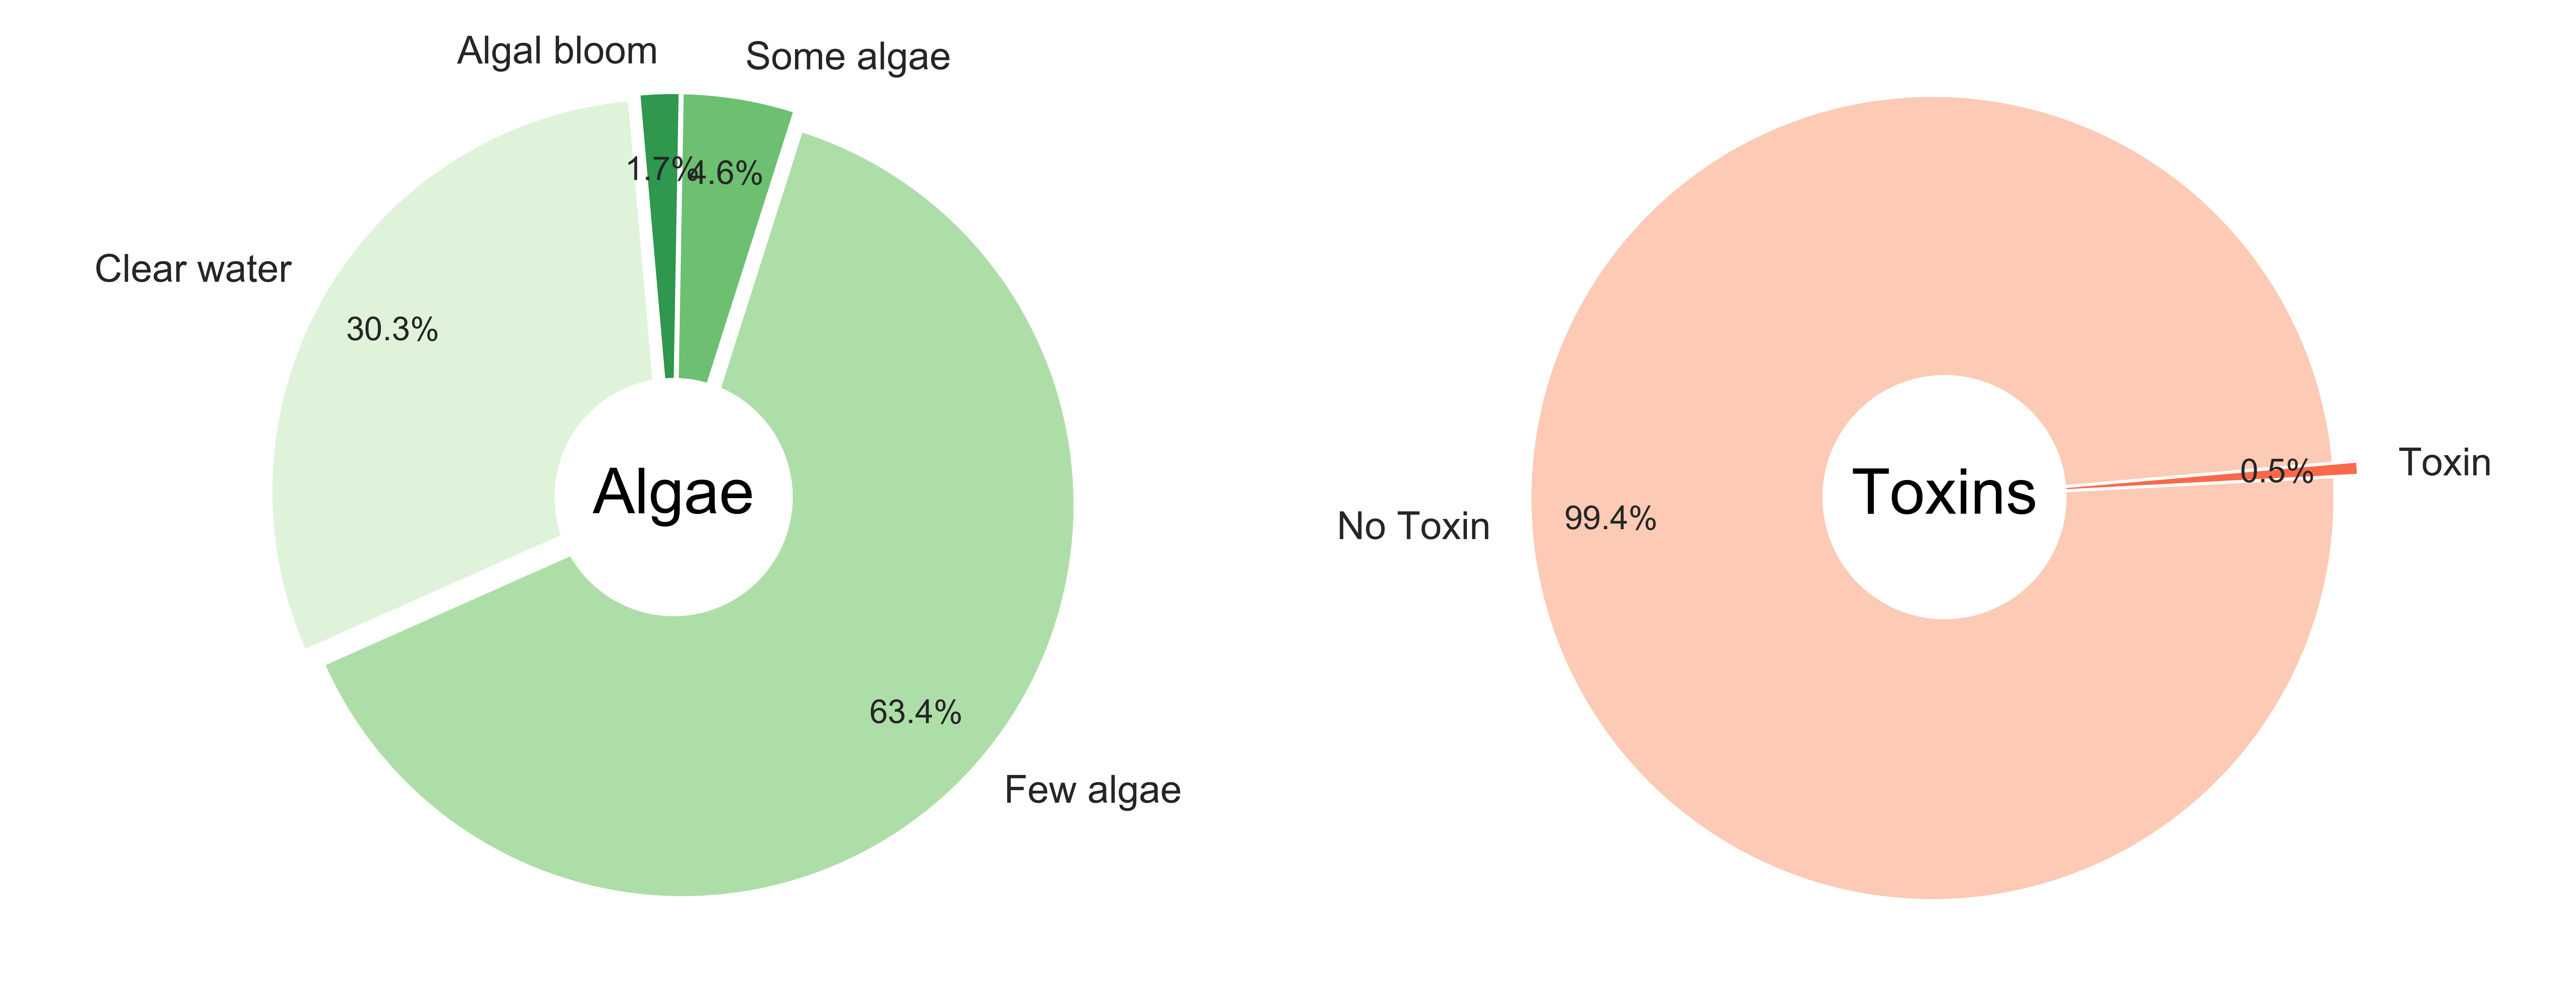 Algal bloom
Some algae
1.7%
4.6%
Clear water
30.3%
Algae
63.4%
Few algae
Toxin
0.5%
Toxins
99.4%
No Toxin